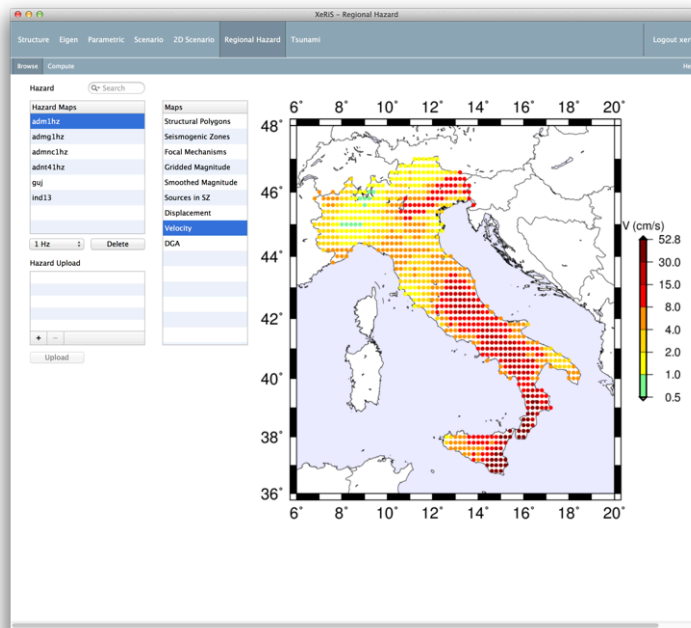 XeRiS - Regional Hazard
Structure Eigen Parametric Scenario 2D Scenario Regional Hazard Tsunami Logout xer
Browse Compute He
Hazard Search
Hazard Maps
adm1hz
admg1hz
admnc1hz
adnt41hz
guj
ind13
1 Hz Delete
Hazard Upload
+ −
Upload
Maps
Structural Polygons
Seismogenic Zones
Focal Mechanisms
Gridded Magnitude
Smoothed Magnitude
Sources in SZ
Displacement
Velocity
DGA
6˚ 8˚ 10˚ 12˚ 14˚ 16˚ 18˚ 20˚
48˚
46˚
44˚
42˚
40˚
38˚
36˚
6˚ 8˚ 10˚ 12˚ 14˚ 16˚ 18˚ 20˚
V (cm/s)
52.8
30.0
15.0
8.0
4.0
2.0
1.0
0.5